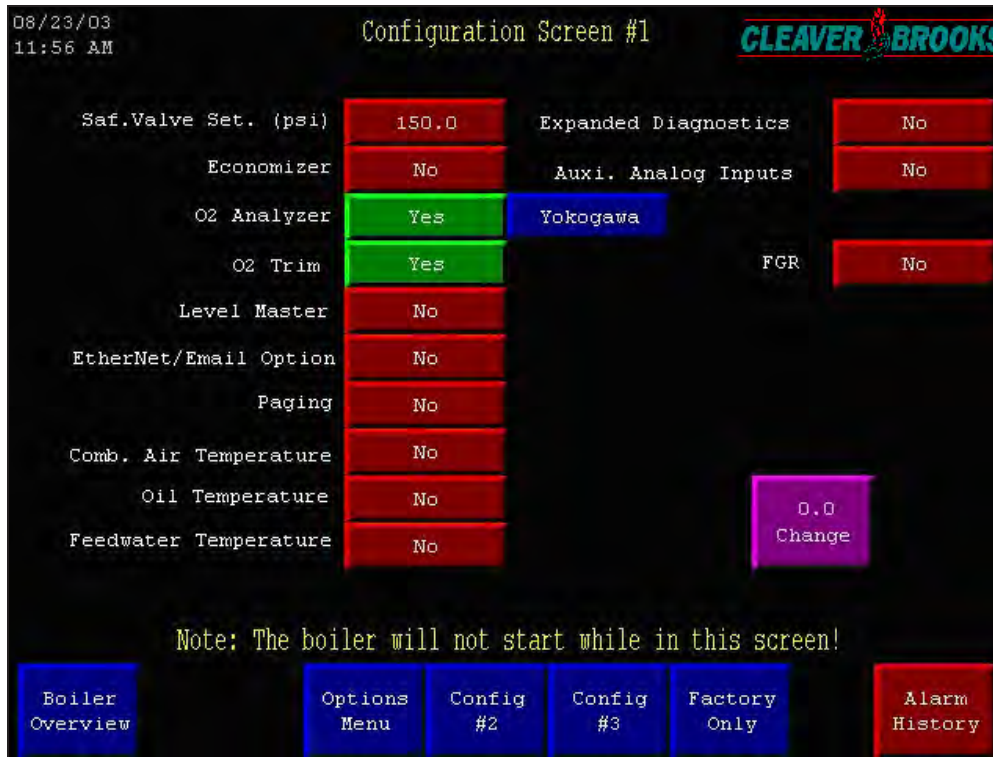 08/23/03
11:56 AM
Configuration Screen #1
CLEAVER BROOKS
Saf.Valve Set. (psi) 150.0 Expanded Diagnostics No
Economizer No Auxi. Analog Inputs No
O2 Analyzer Yes Yokogawa
O2 Trim Yes FGR No
Level Master No
EtherNet/Email Option No
Paging No
Comb. Air Temperature No
Oil Temperature No
Feedwater Temperature No
0.0
Change
Note: The boiler will not start while in this screen!
Boiler Overview
Options Menu
Config #2
Config #3
Factory Only
Alarm History